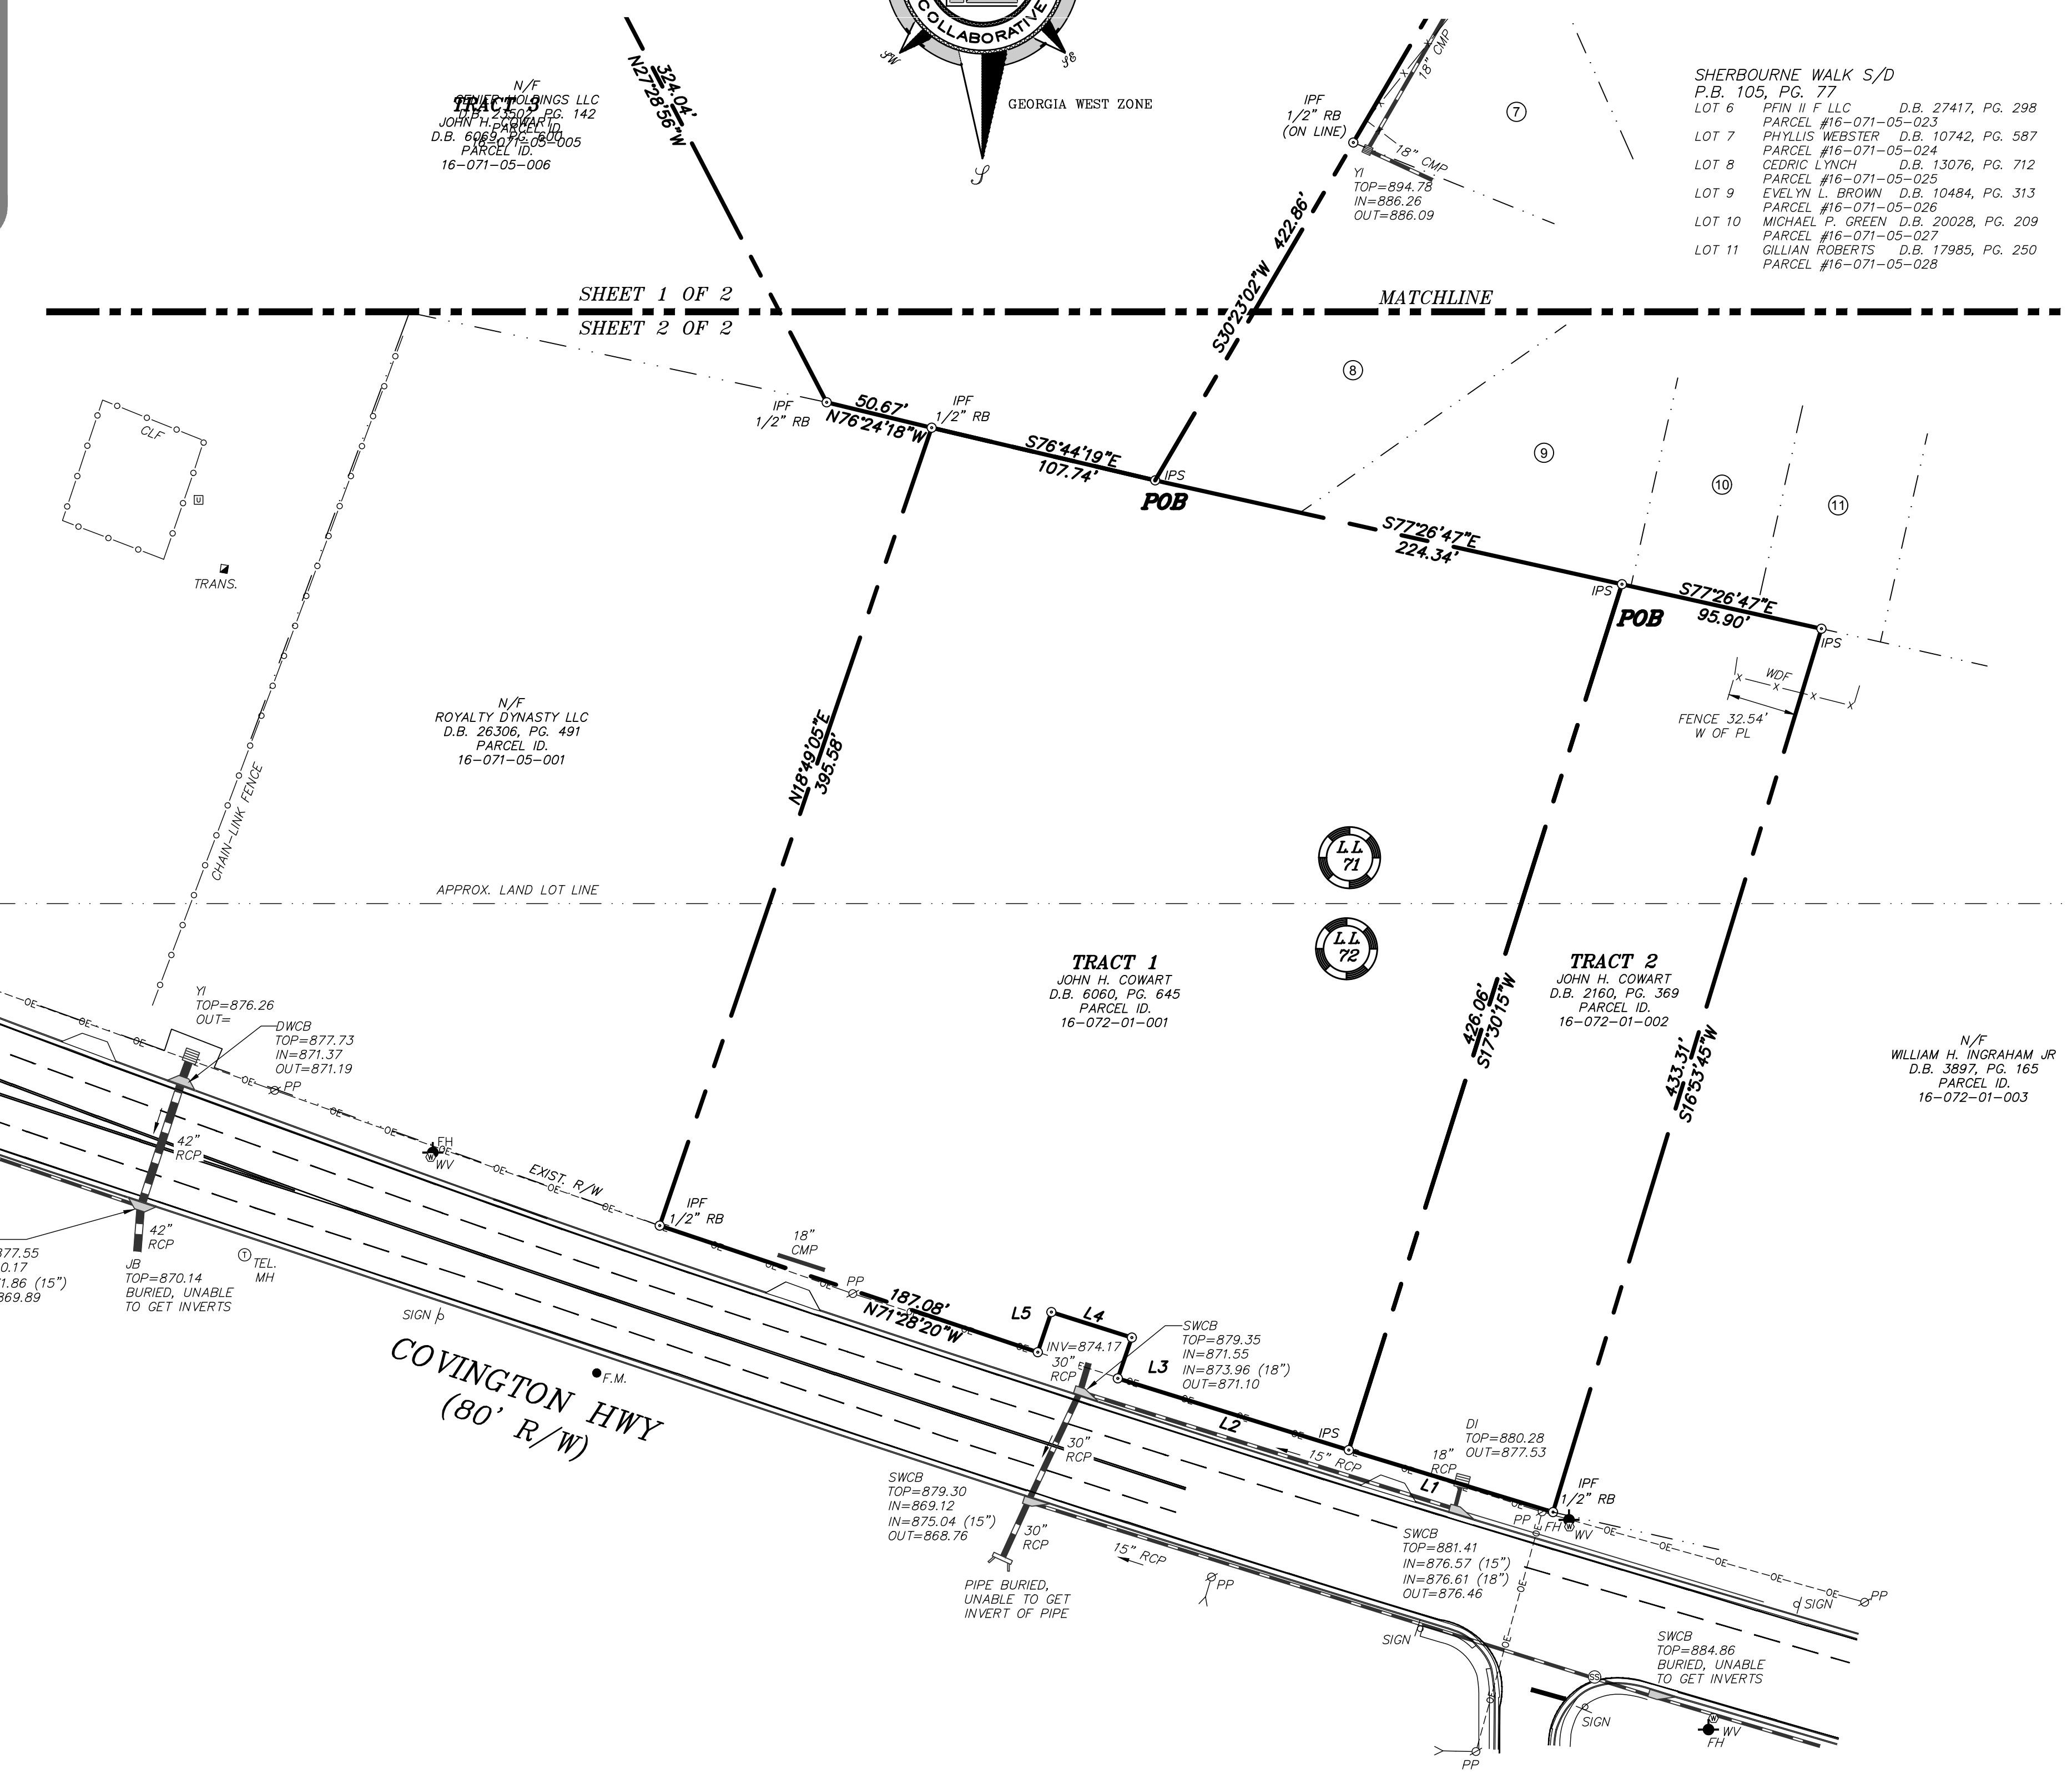 COLLABORATIVE
SW
SE
GEORGIA WEST ZONE
S
N/F
SENIER HOLDINGS LLC
D.B. 23502, PG. 142
PARCEL ID.
16-071-05-005
TRACT 3
JOHN H. COWART
D.B. 6069, PG. 600
PARCEL ID.
16-071-05-006
324.04'
N27°28'56"W
IPF
1/2" RB
(ON LINE)
18" CMP
18" CMP
YI
TOP=894.78
IN=886.26
OUT=886.09
7
SHERBOURNE WALK S/D
P.B. 105, PG. 77
LOT 6 PFIN II F LLC D.B. 27417, PG. 298
PARCEL #16-071-05-023
LOT 7 PHYLLIS WEBSTER D.B. 10742, PG. 587
PARCEL #16-071-05-024
LOT 8 CEDRIC LYNCH D.B. 13076, PG. 712
PARCEL #16-071-05-025
LOT 9 EVELYN L. BROWN D.B. 10484, PG. 313
PARCEL #16-071-05-026
LOT 10 MICHAEL P. GREEN D.B. 20028, PG. 209
PARCEL #16-071-05-027
LOT 11 GILLIAN ROBERTS D.B. 17985, PG. 250
PARCEL #16-071-05-028
S30°23'02"W 422.86'
SHEET 1 OF 2
MATCHLINE
SHEET 2 OF 2
8
9
10
11
IPF
1/2" RB
50.67'
N76°24'18"W
IPF
1/2" RB
S76°44'19"E
107.74'
IPS
POB
S77°26'47"E
224.34'
IPS
POB
S77°26'47"E
95.90'
IPS
CLF
U
TRANS.
WDF
FENCE 32.54'
W OF PL
N/F
ROYALTY DYNASTY LLC
D.B. 26306, PG. 491
PARCEL ID.
16-071-05-001
CHAIN-LINK FENCE
N18°49'05"E
395.58'
L.L.
71
APPROX. LAND LOT LINE
L.L.
72
TRACT 1
JOHN H. COWART
D.B. 6060, PG. 645
PARCEL ID.
16-072-01-001
426.06'
S17°30'15"W
TRACT 2
JOHN H. COWART
D.B. 2160, PG. 369
PARCEL ID.
16-072-01-002
433.31'
S16°53'45"W
N/F
WILLIAM H. INGRAHAM JR
D.B. 3897, PG. 165
PARCEL ID.
16-072-01-003
YI
TOP=876.26
OUT=
DWCB
TOP=877.73
IN=871.37
OUT=871.19
PP
42"
RCP
FH
WV
EXIST. R/W
IPF
1/2" RB
42"
RCP
JB
TOP=870.14
BURIED, UNABLE
TO GET INVERTS
TEL.
MH
SIGN
F.M.
COVINGTON HWY
(80' R/W)
18"
CMP
PP
187.08'
N71°28'20"W
L5
L4
L3
INV=874.17
30"
RCP
SWCB
TOP=879.35
IN=871.55
IN=873.96 (18")
OUT=871.10
L2
IPS
30"
RCP
15" RCP
DI
TOP=880.28
OUT=877.53
18"
RCP
L1
IPF
1/2" RB
PP
FH
WV
SWCB
TOP=879.30
IN=869.12
IN=875.04 (15")
OUT=868.76
30"
RCP
15" RCP
PIPE BURIED,
UNABLE TO GET
INVERT OF PIPE
PP
SWCB
TOP=881.41
IN=876.57 (15")
IN=876.61 (18")
OUT=876.46
SIGN
PP
SIGN
SWCB
TOP=884.86
BURIED, UNABLE
TO GET INVERTS
SS
SIGN
WV
FH
PP